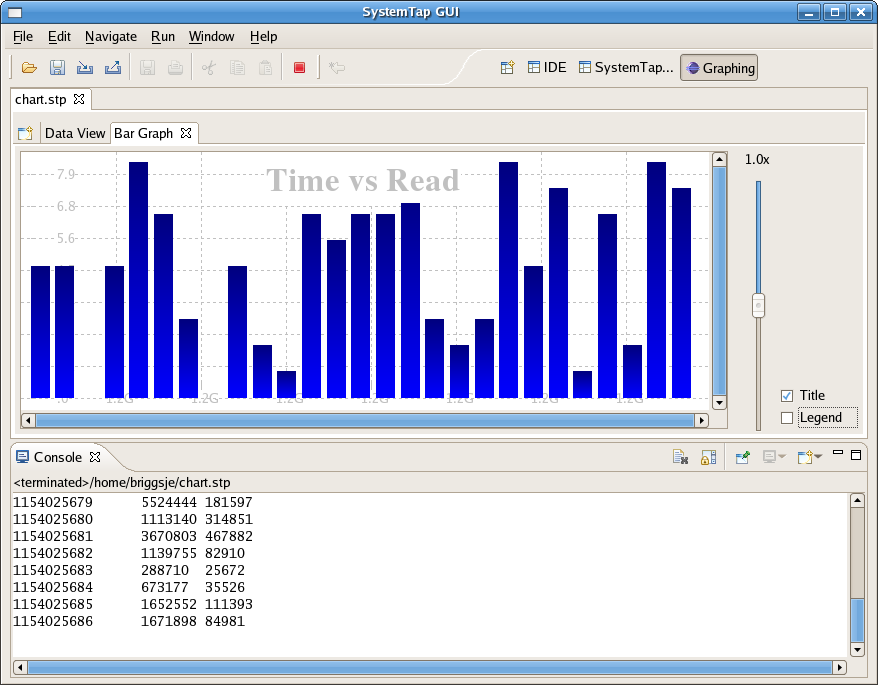 SystemTap GUI
File Edit Navigate Run Window Help
IDE SystemTap... Graphing
chart.stp
Data View Bar Graph
Time vs Read
1.0x
7.9
6.8
5.6
.0 1.2G 1.2G 1.2G 1.2G 1.2G 1.2G 1.2G
Title
Legend
Console
<terminated>/home/briggsje/chart.stp
1154025679 5524444 181597
1154025680 1113140 314851
1154025681 3670803 467882
1154025682 1139755 82910
1154025683 288710 25672
1154025684 673177 35526
1154025685 1652552 111393
1154025686 1671898 84981